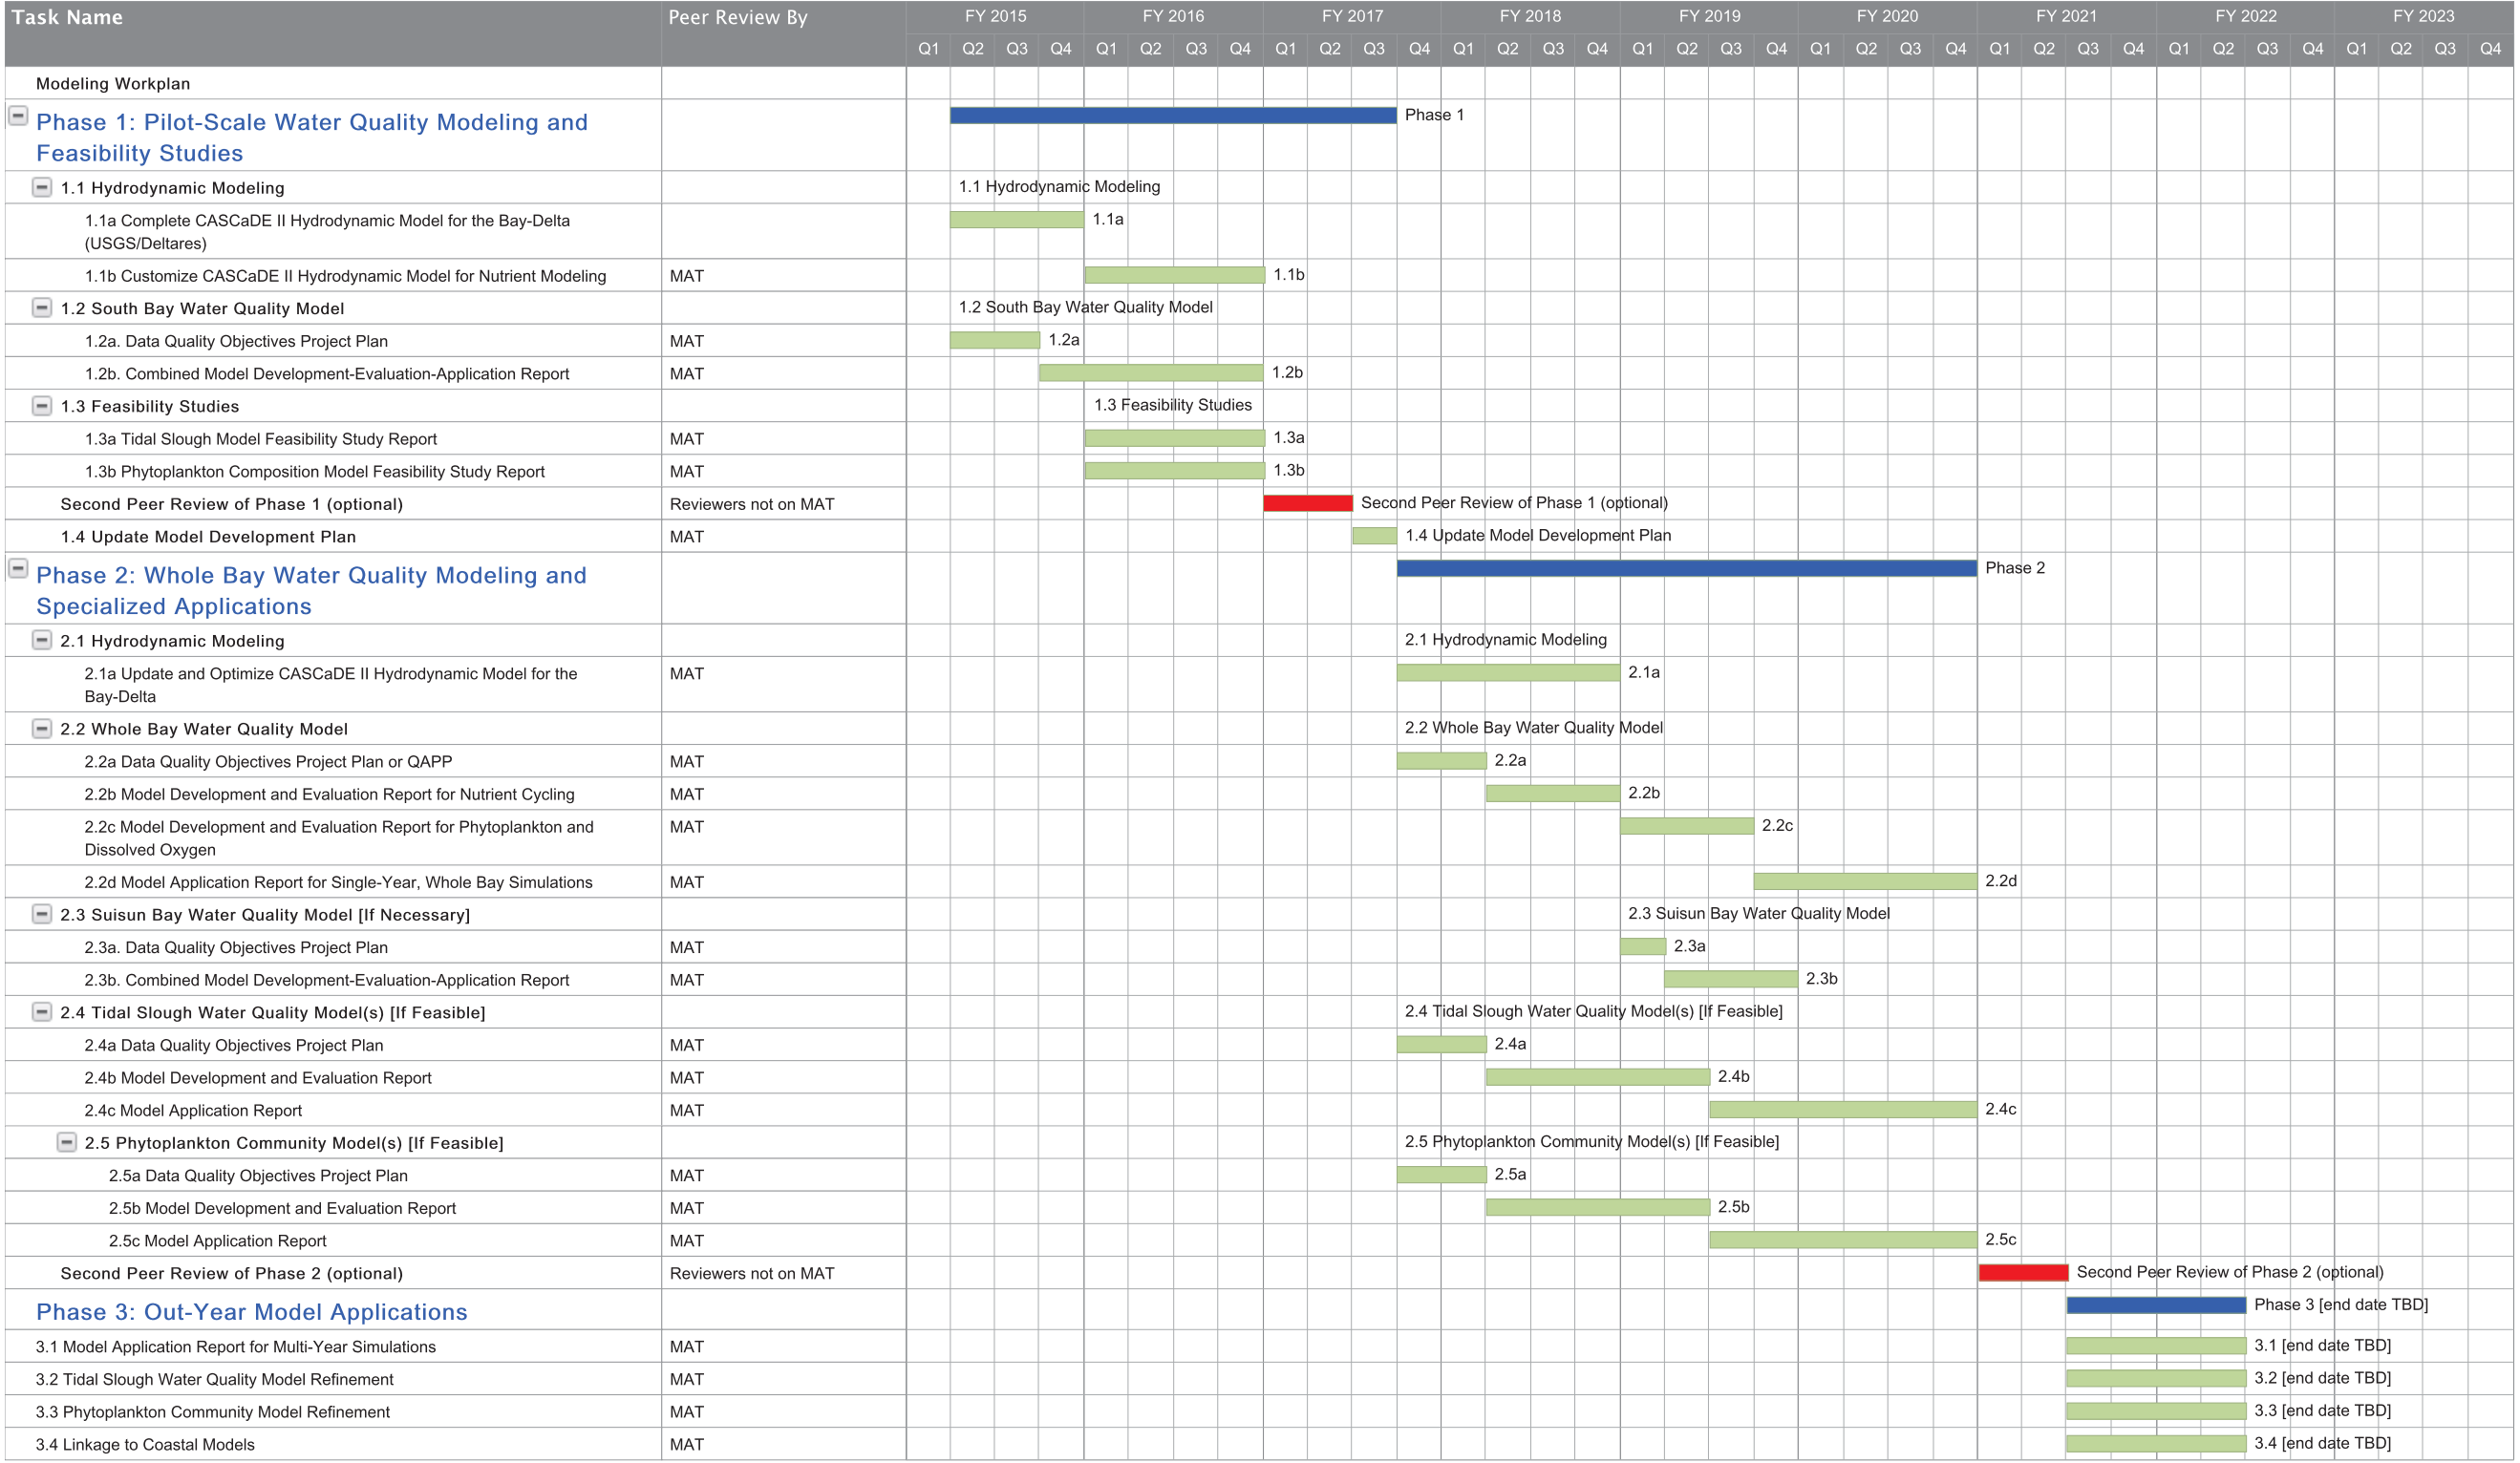 Task Name Peer Review By FY 2015 FY 2016 FY 2017 FY 2018 FY 2019 FY 2020 FY 2021 FY 2022 FY 2023
Q1 Q2 Q3 Q4 Q1 Q2 Q3 Q4 Q1 Q2 Q3 Q4 Q1 Q2 Q3 Q4 Q1 Q2 Q3 Q4 Q1 Q2 Q3 Q4 Q1 Q2 Q3 Q4 Q1 Q2 Q3 Q4 Q1 Q2 Q3 Q4
Modeling Workplan
Phase 1: Pilot-Scale Water Quality Modeling and Phase 1
Feasibility Studies
1.1 Hydrodynamic Modeling 1.1 Hydrodynamic Modeling
1.1a Complete CASCaDE II Hydrodynamic Model for the Bay-Delta 1.1a
(USGS/Deltares)
1.1b Customize CASCaDE II Hydrodynamic Model for Nutrient Modeling MAT 1.1b
1.2 South Bay Water Quality Model 1.2 South Bay Water Quality Model
1.2a. Data Quality Objectives Project Plan MAT 1.2a
1.2b. Combined Model Development-Evaluation-Application Report MAT 1.2b
1.3 Feasibility Studies 1.3 Feasibility Studies
1.3a Tidal Slough Model Feasibility Study Report MAT 1.3a
1.3b Phytoplankton Composition Model Feasibility Study Report MAT 1.3b
Second Peer Review of Phase 1 (optional) Reviewers not on MAT Second Peer Review of Phase 1 (optional)
1.4 Update Model Development Plan MAT 1.4 Update Model Development Plan
Phase 2: Whole Bay Water Quality Modeling and Phase 2
Specialized Applications
2.1 Hydrodynamic Modeling 2.1 Hydrodynamic Modeling
2.1a Update and Optimize CASCaDE II Hydrodynamic Model for the MAT 2.1a
Bay-Delta
2.2 Whole Bay Water Quality Model 2.2 Whole Bay Water Quality Model
2.2a Data Quality Objectives Project Plan or QAPP MAT 2.2a
2.2b Model Development and Evaluation Report for Nutrient Cycling MAT 2.2b
2.2c Model Development and Evaluation Report for Phytoplankton and MAT 2.2c
Dissolved Oxygen
2.2d Model Application Report for Single-Year, Whole Bay Simulations MAT 2.2d
2.3 Suisun Bay Water Quality Model [If Necessary] 2.3 Suisun Bay Water Quality Model
2.3a. Data Quality Objectives Project Plan MAT 2.3a
2.3b. Combined Model Development-Evaluation-Application Report MAT 2.3b
2.4 Tidal Slough Water Quality Model(s) [If Feasible] 2.4 Tidal Slough Water Quality Model(s) [If Feasible]
2.4a Data Quality Objectives Project Plan MAT 2.4a
2.4b Model Development and Evaluation Report MAT 2.4b
2.4c Model Application Report MAT 2.4c
2.5 Phytoplankton Community Model(s) [If Feasible] 2.5 Phytoplankton Community Model(s) [If Feasible]
2.5a Data Quality Objectives Project Plan MAT 2.5a
2.5b Model Development and Evaluation Report MAT 2.5b
2.5c Model Application Report MAT 2.5c
Second Peer Review of Phase 2 (optional) Reviewers not on MAT Second Peer Review of Phase 2 (optional)
Phase 3: Out-Year Model Applications Phase 3 [end date TBD]
3.1 Model Application Report for Multi-Year Simulations MAT 3.1 [end date TBD]
3.2 Tidal Slough Water Quality Model Refinement MAT 3.2 [end date TBD]
3.3 Phytoplankton Community Model Refinement MAT 3.3 [end date TBD]
3.4 Linkage to Coastal Models MAT 3.4 [end date TBD]